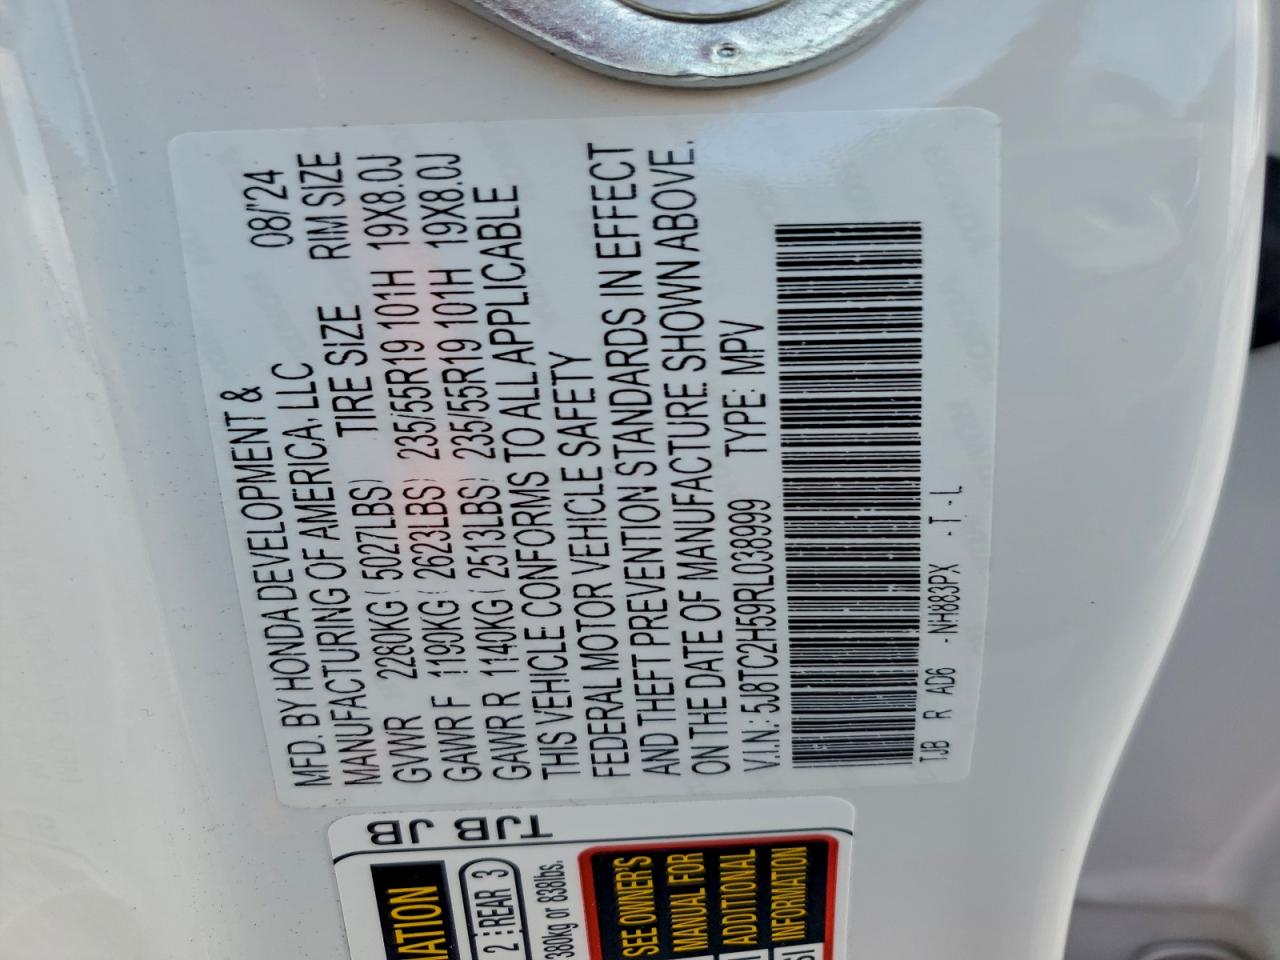 MFD. BY HONDA DEVELOPMENT &
MANUFACTURING OF AMERICA, LLC 08/'24
TIRE SIZE RIM SIZE
GVWR 2280KG ( 5027LBS) 235/55R19 101H 19X8.0J
GAWR F 1190KG ( 2623LBS) 235/55R19 101H 19X8.0J
GAWR R 1140KG ( 2513LBS)
THIS VEHICLE CONFORMS TO ALL APPLICABLE
FEDERAL MOTOR VEHICLE SAFETY
AND THEFT PREVENTION STANDARDS IN EFFECT
ON THE DATE OF MANUFACTURE SHOWN ABOVE.
V.I.N.: 5J8TC2H59RL038999 TYPE: MPV
TJB R AD6 -NH883PX -T-L
TJB
JB
2 REAR 3
380kg or 838lbs.
SEE OWNER'S
MANUAL FOR
ADDITIONAL
INFORMATION